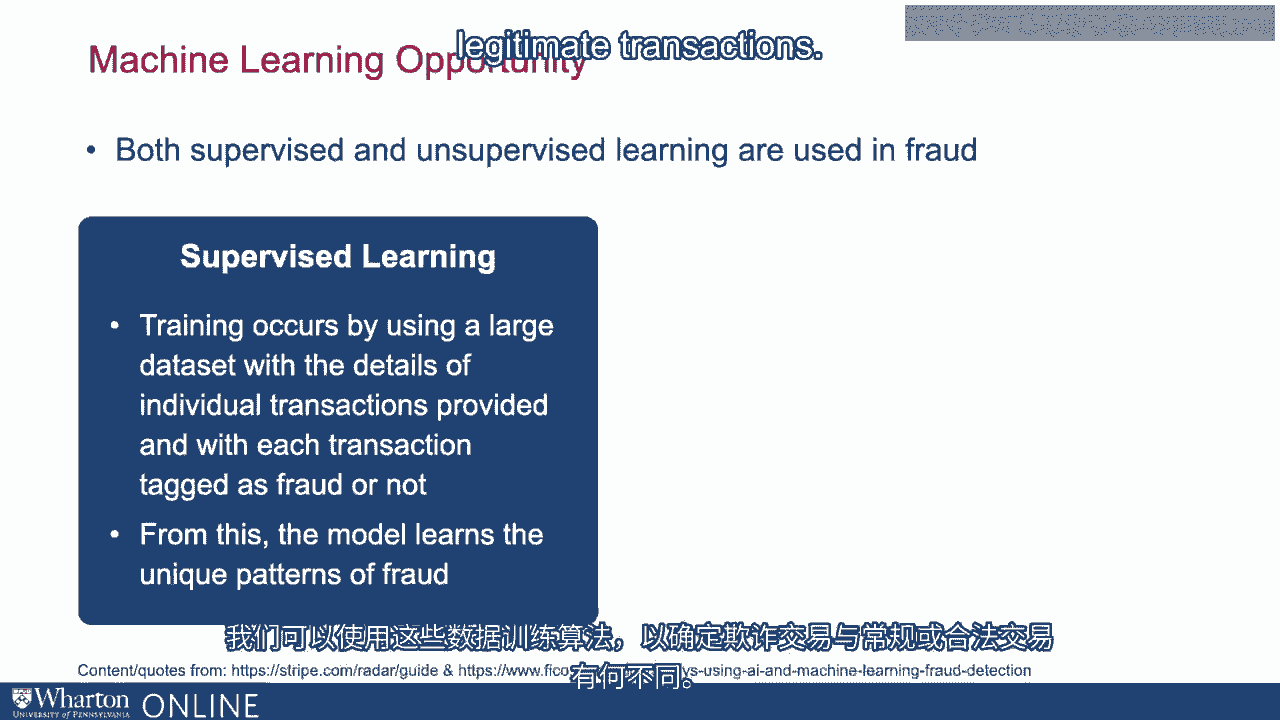 legitimate transactions.
Machine Learning Opportunity
• Both supervised and unsupervised learning are used in fraud
Supervised Learning
• Training occurs by using a large
dataset with the details of
individual transactions provided
and with each transaction
tagged as fraud or not
• From this, the model learns the
unique patterns of fraud
我们可以使用这些数据训练算法，以确定欺诈交易与常规或合法交易
有何不同。
Content/quotes from: https://stripe.com/radar/guide & https://www.fico ys-using-ai-and-machine-learning-fraud-detection
Wharton ONLINE
UNIVERSITY of PENNSYLVANIA